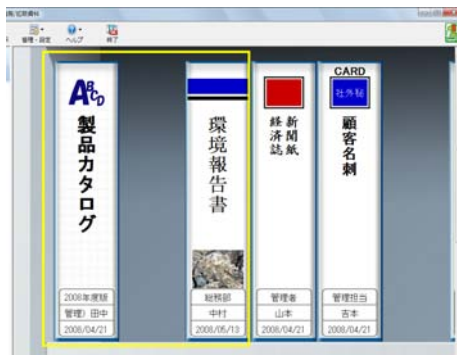 管理・設定
ヘルプ
終了
ABCD
製品カタログ
2008年度版
管理）田中
2008/04/21
環境報告書
総務部
中村
2008/05/13
新聞紙
経済誌
管理者
山本
2008/04/21
CARD
社外秘
顧客名刺
管理担当
吉本
2008/04/21